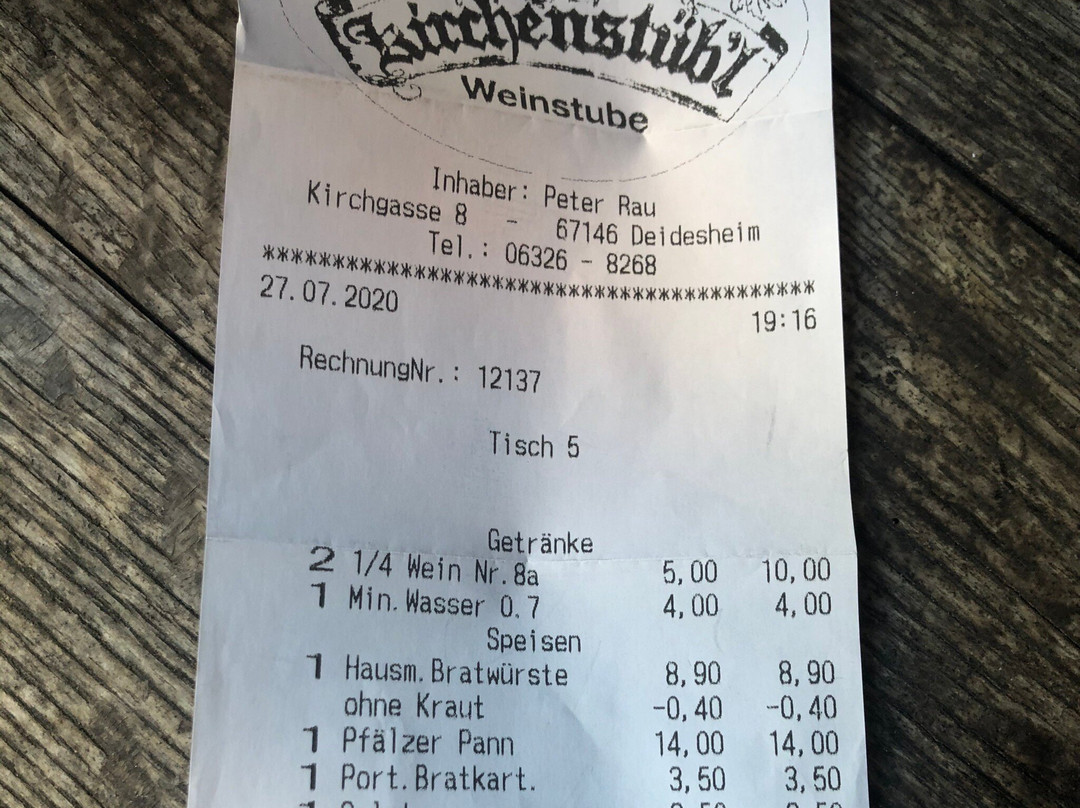 Kirchenstüb'l
Weinstube
Inhaber: Peter Rau
Kirchgasse 8 - 67146 Deidesheim
Tel.: 06326 - 8268
***********************************************
27.07.2020 19:16
RechnungNr.: 12137
Tisch 5
Getränke
2 1/4 Wein Nr.8a 5,00 10,00
1 Min.Wasser 0.7 4,00 4,00
Speisen
1 Hausm.Bratwürste 8,90 8,90
ohne Kraut -0,40 -0,40
1 Pfälzer Pann 14,00 14,00
1 Port.Bratkart. 3,50 3,50